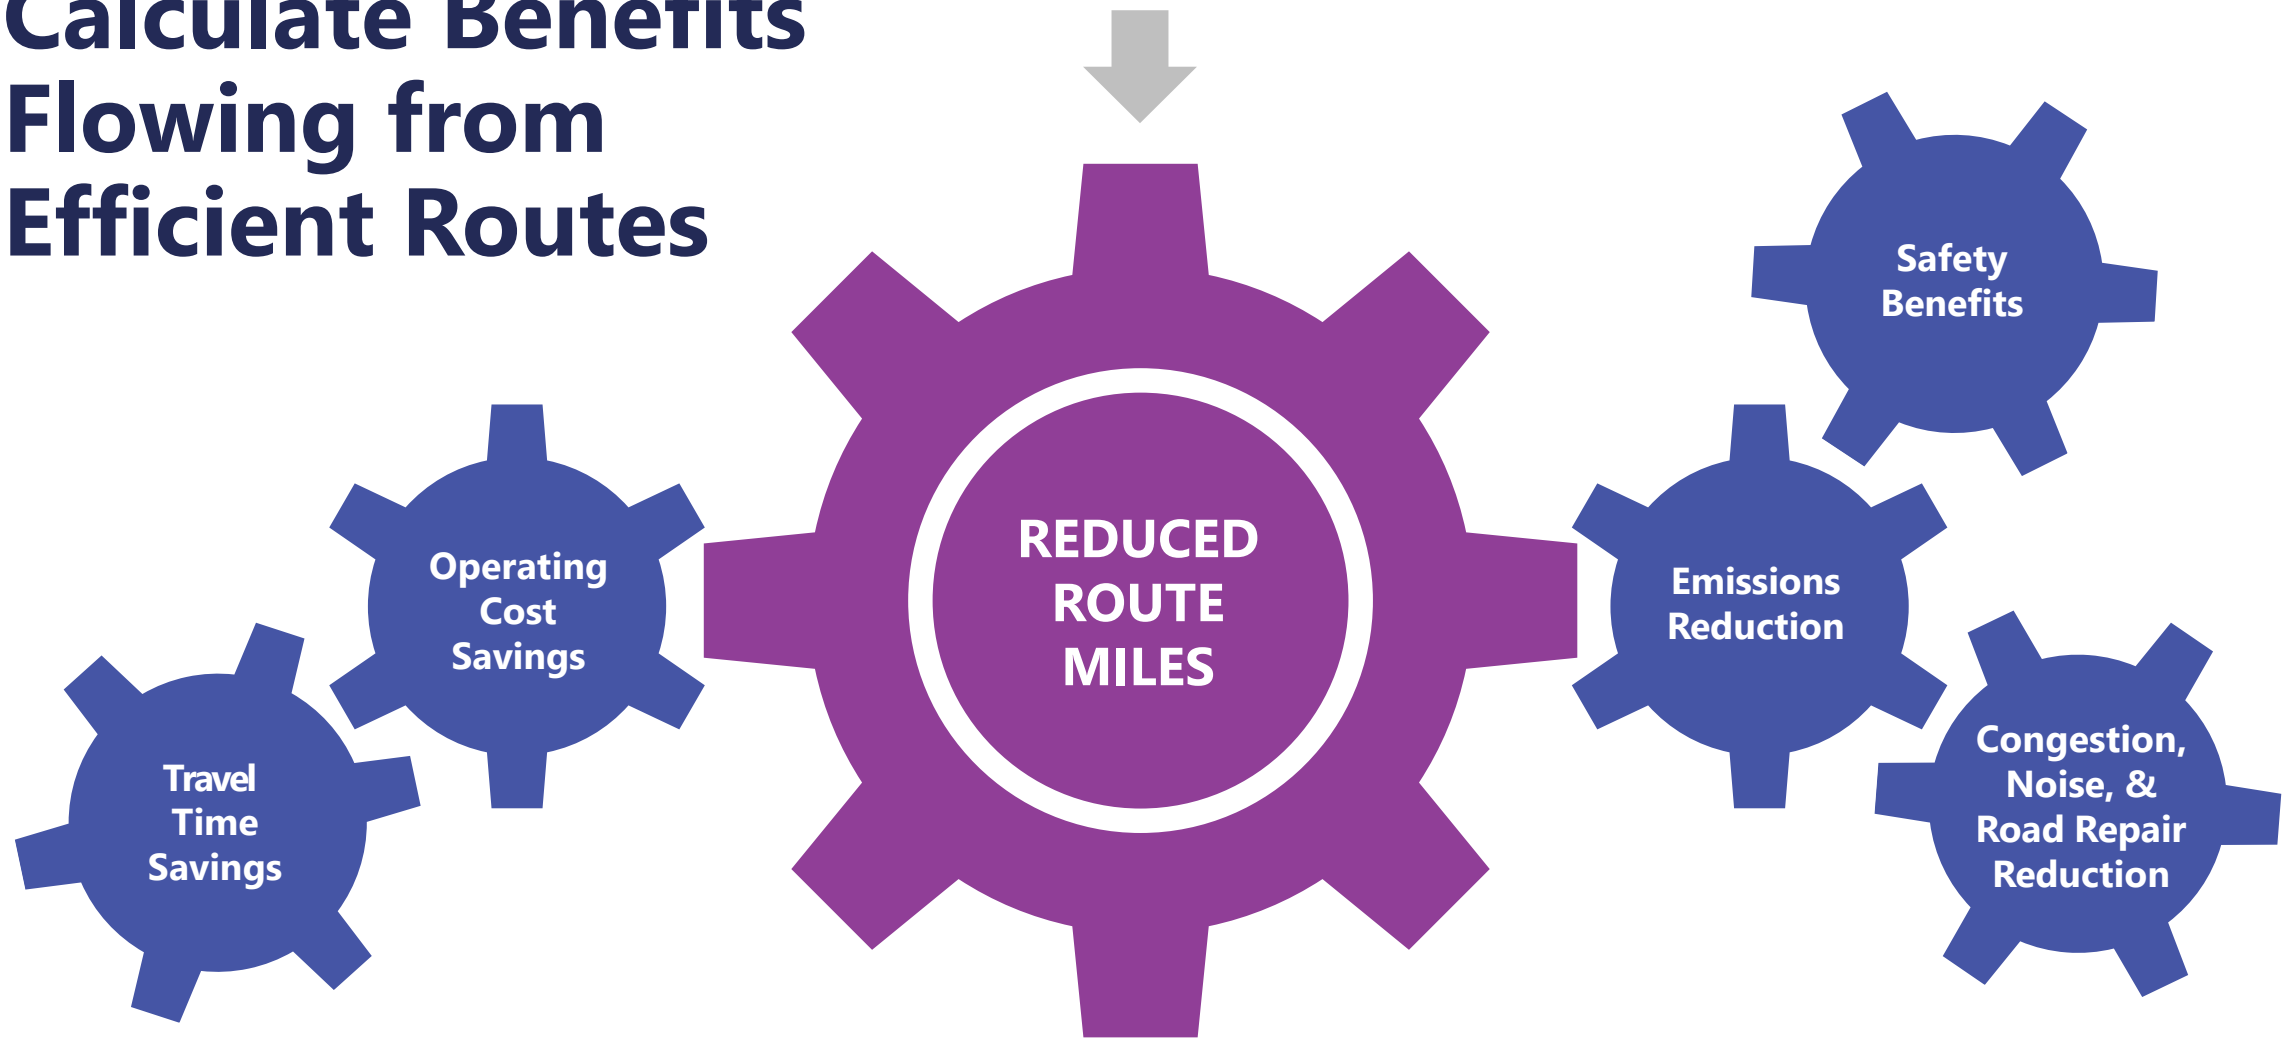 Calculate Benefits
Flowing from
Efficient Routes
Safety
Benefits
Operating
Cost
Savings
REDUCED
ROUTE
MILES
Emissions
Reduction
Travel
Time
Savings
Congestion,
Noise, &
Road Repair
Reduction